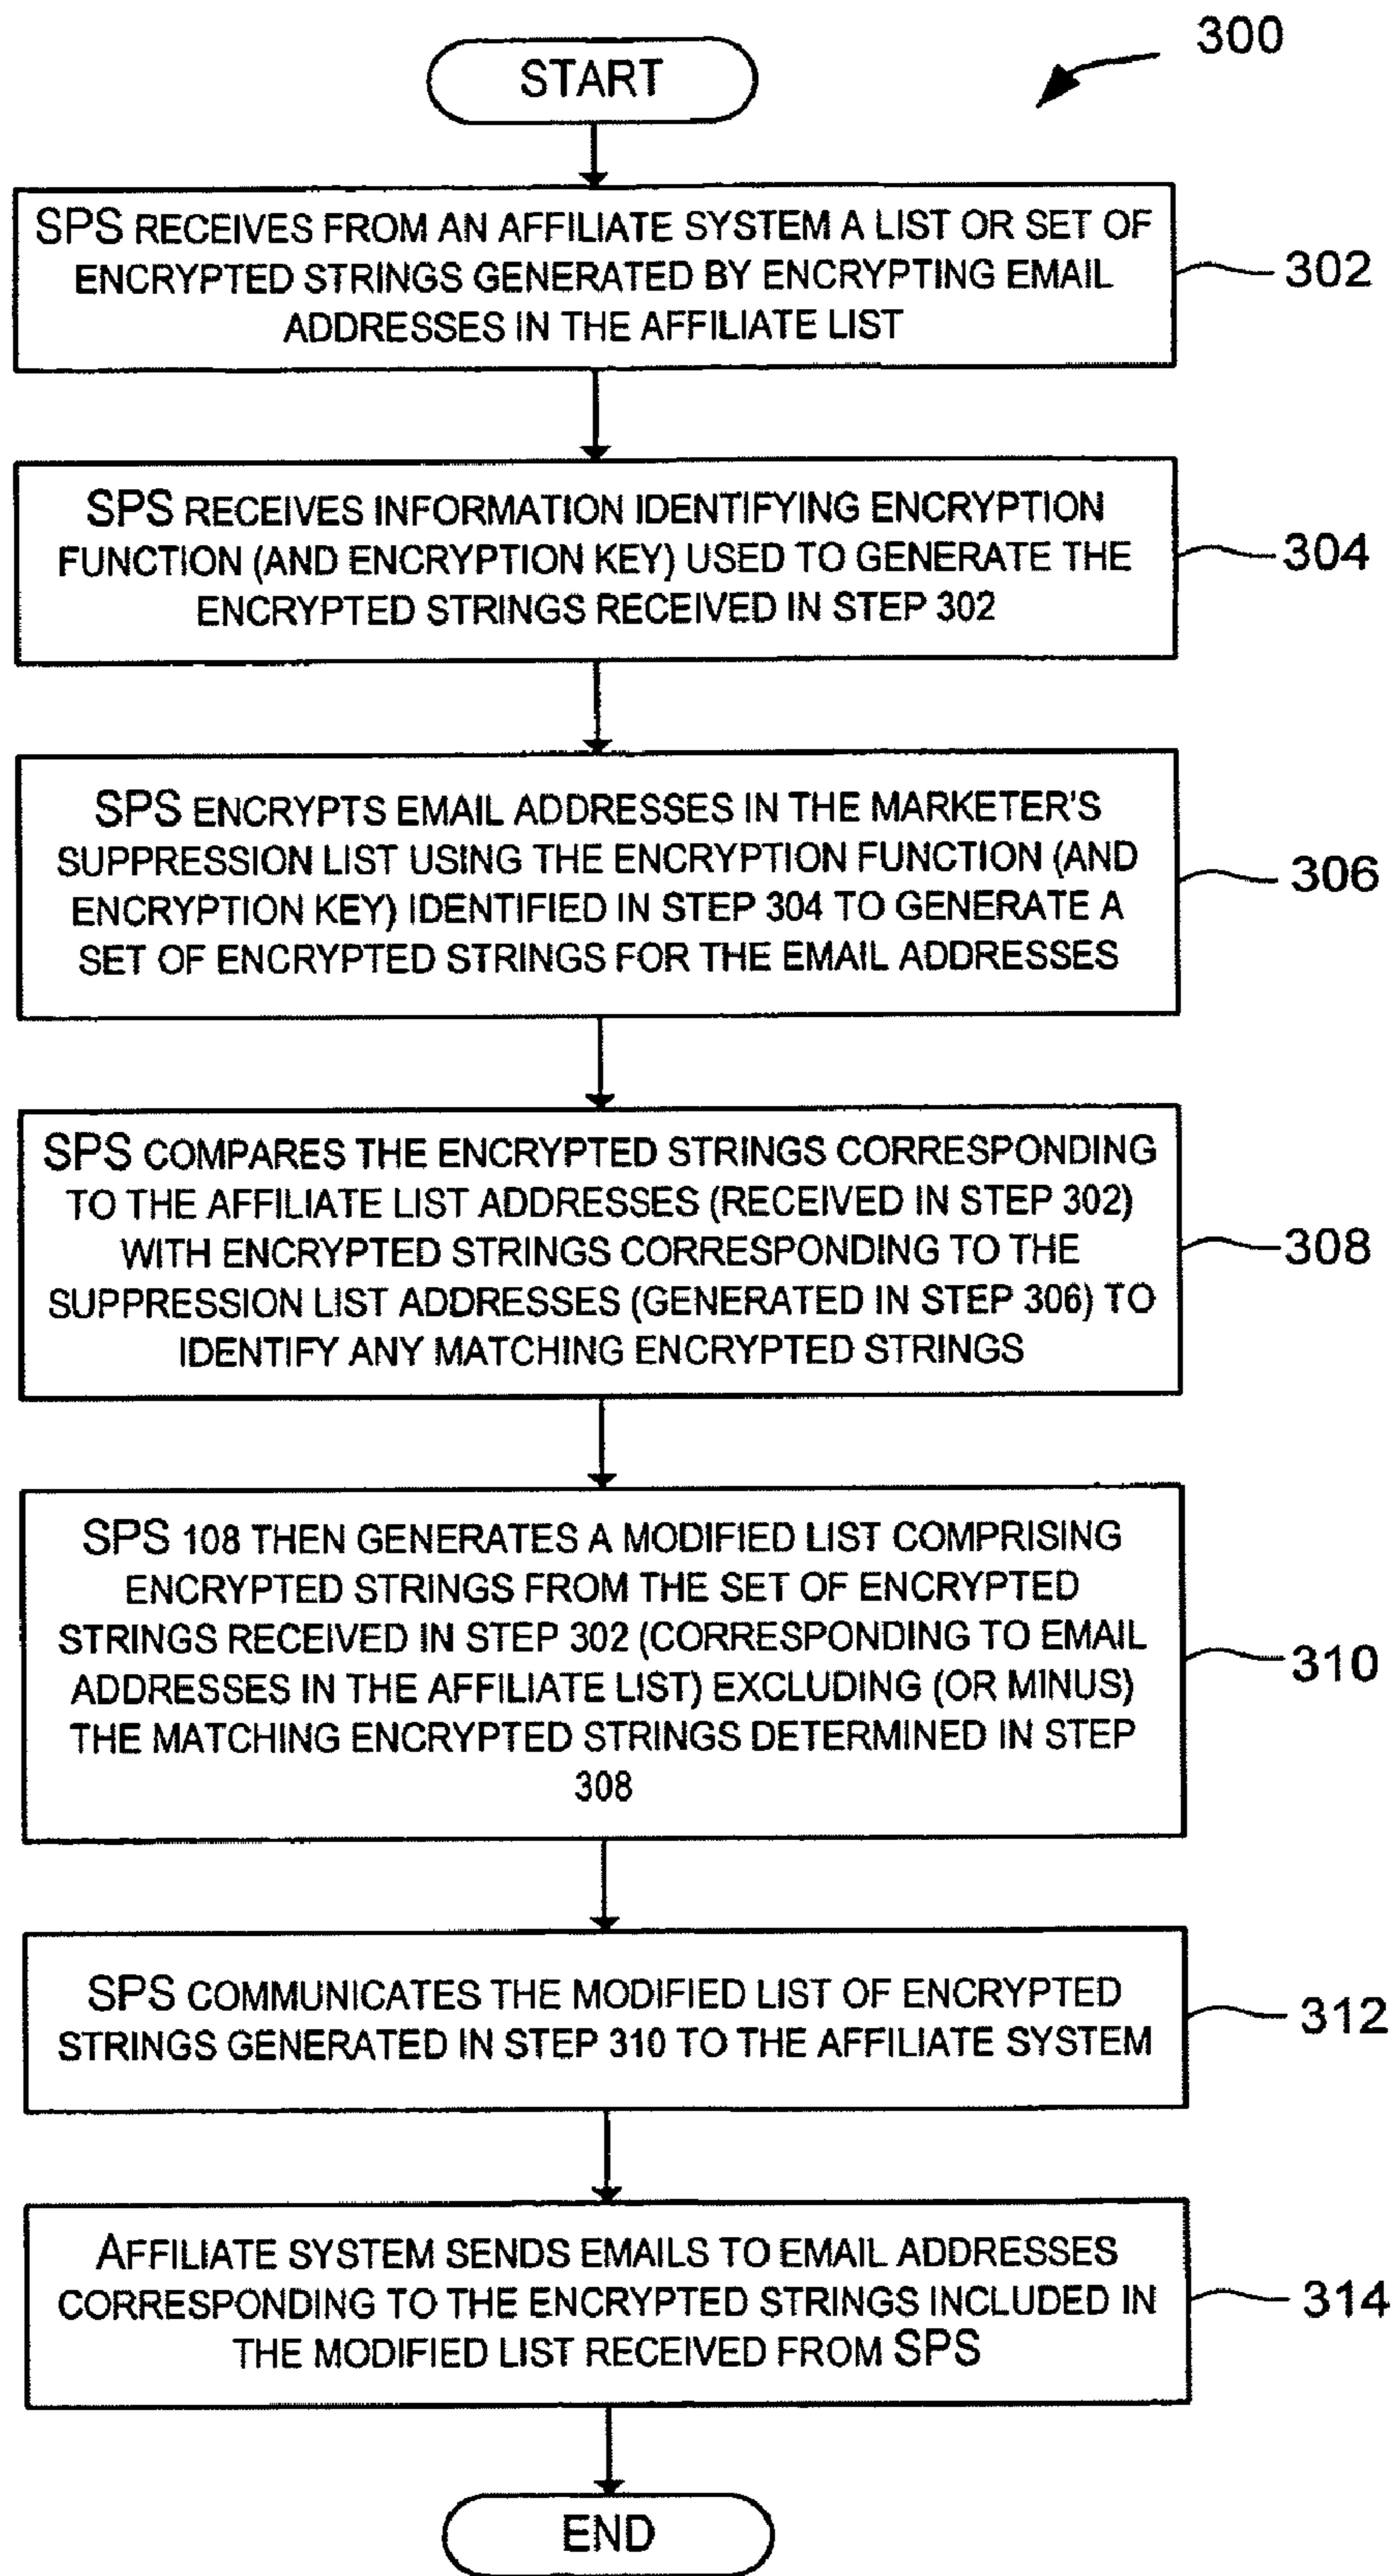 300
START
SPS RECEIVES FROM AN AFFILIATE SYSTEM A LIST OR SET OF
ENCRYPTED STRINGS GENERATED BY ENCRYPTING EMAIL
ADDRESSES IN THE AFFILIATE LIST
302
SPS RECEIVES INFORMATION IDENTIFYING ENCRYPTION
FUNCTION (AND ENCRYPTION KEY) USED TO GENERATE THE
ENCRYPTED STRINGS RECEIVED IN STEP 302
304
SPS ENCRYPTS EMAIL ADDRESSES IN THE MARKETER'S
SUPPRESSION LIST USING THE ENCRYPTION FUNCTION (AND
ENCRYPTION KEY) IDENTIFIED IN STEP 304 TO GENERATE A
SET OF ENCRYPTED STRINGS FOR THE EMAIL ADDRESSES
306
SPS COMPARES THE ENCRYPTED STRINGS CORRESPONDING
TO THE AFFILIATE LIST ADDRESSES (RECEIVED IN STEP 302)
WITH ENCRYPTED STRINGS CORRESPONDING TO THE
SUPPRESSION LIST ADDRESSES (GENERATED IN STEP 306) TO
IDENTIFY ANY MATCHING ENCRYPTED STRINGS
308
SPS 108 THEN GENERATES A MODIFIED LIST COMPRISING
ENCRYPTED STRINGS FROM THE SET OF ENCRYPTED
STRINGS RECEIVED IN STEP 302 (CORRESPONDING TO EMAIL
ADDRESSES IN THE AFFILIATE LIST) EXCLUDING (OR MINUS)
THE MATCHING ENCRYPTED STRINGS DETERMINED IN STEP
308
310
SPS COMMUNICATES THE MODIFIED LIST OF ENCRYPTED
STRINGS GENERATED IN STEP 310 TO THE AFFILIATE SYSTEM
312
AFFILIATE SYSTEM SENDS EMAILS TO EMAIL ADDRESSES
CORRESPONDING TO THE ENCRYPTED STRINGS INCLUDED IN
THE MODIFIED LIST RECEIVED FROM SPS
314
END